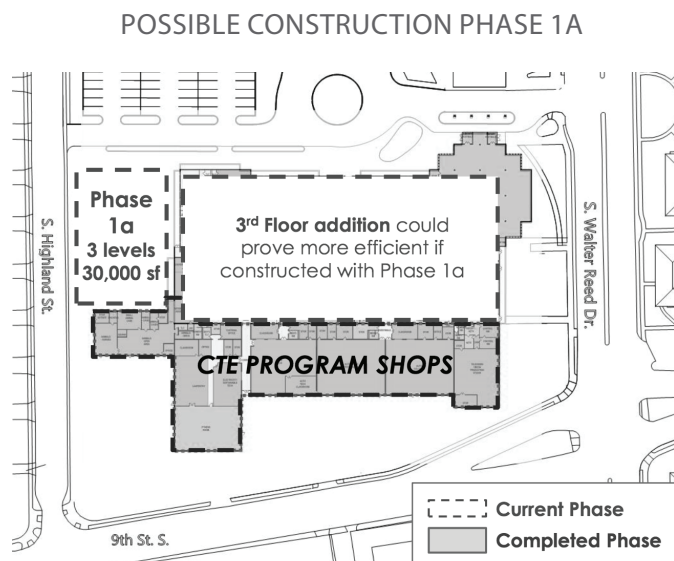 POSSIBLE CONSTRUCTION PHASE 1A
Phase
1a
3 levels
30,000 sf
3rd Floor addition could
prove more efficient if
constructed with Phase 1a
S. Highland St.
S. Walter Reed Dr.
CTE PROGRAM SHOPS
9th St. S.
Current Phase
Completed Phase